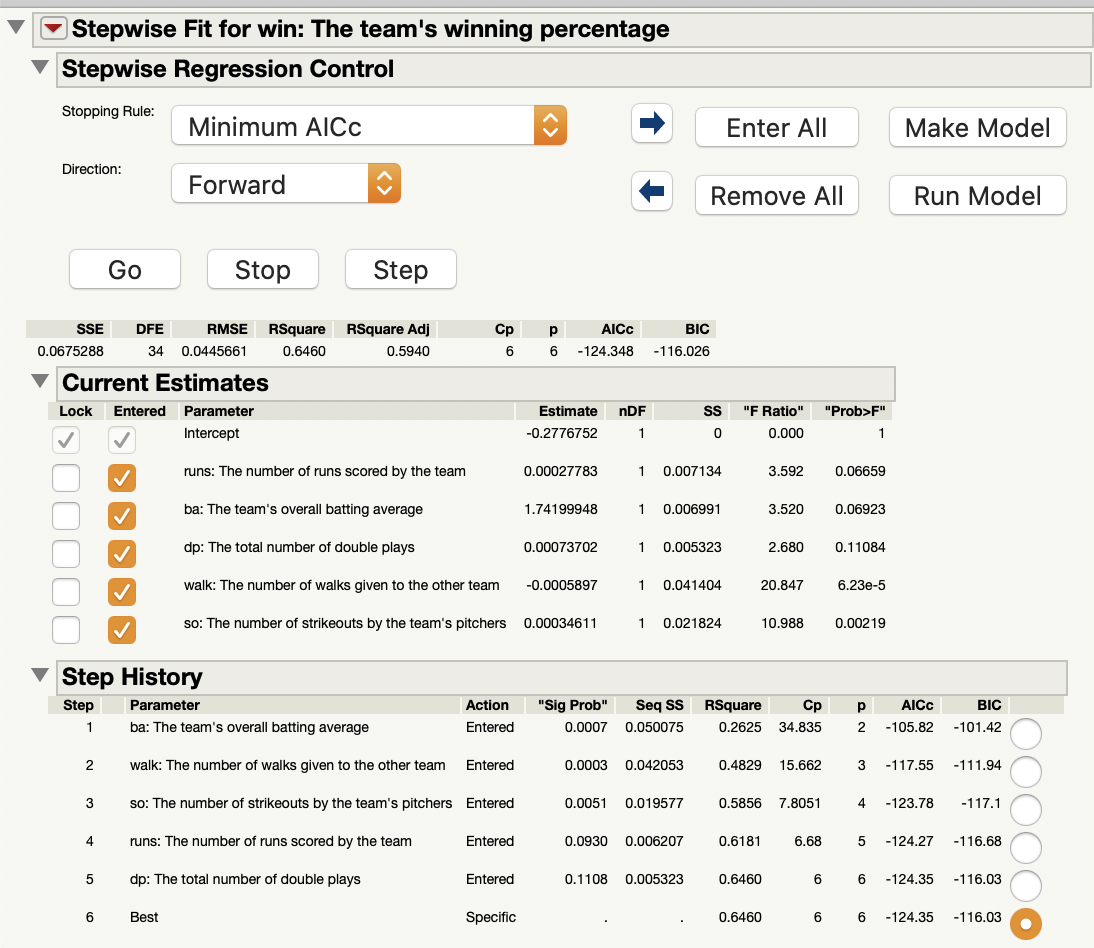 Stepwise Fit for win: The team's winning percentage
Stepwise Regression Control
Stopping Rule: Minimum AICc Enter All Make Model
Direction: Forward Remove All Run Model
Go Stop Step
SSE DFE RMSE RSquare RSquare Adj Cp p AICc BIC
0.0675288 34 0.0445661 0.6460 0.5940 6 6 -124.348 -116.026
Current Estimates
Lock Entered Parameter Estimate nDF SS "F Ratio" "Prob>F"
Intercept -0.2776752 1 0 0.000 1
runs: The number of runs scored by the team 0.00027783 1 0.007134 3.592 0.06659
ba: The team's overall batting average 1.74199948 1 0.006991 3.520 0.06923
dp: The total number of double plays 0.00073702 1 0.005323 2.680 0.11084
walk: The number of walks given to the other team -0.0005897 1 0.041404 20.847 6.23e-5
so: The number of strikeouts by the team's pitchers 0.00034611 1 0.021824 10.988 0.00219
Step History
Step Parameter Action "Sig Prob" Seq SS RSquare Cp p AICc BIC
1 ba: The team's overall batting average Entered 0.0007 0.050075 0.2625 34.835 2 -105.82 -101.42
2 walk: The number of walks given to the other team Entered 0.0003 0.042053 0.4829 15.662 3 -117.55 -111.94
3 so: The number of strikeouts by the team's pitchers Entered 0.0051 0.019577 0.5856 7.8051 4 -123.78 -117.1
4 runs: The number of runs scored by the team Entered 0.0930 0.006207 0.6181 6.68 5 -124.27 -116.68
5 dp: The total number of double plays Entered 0.1108 0.005323 0.6460 6 6 -124.35 -116.03
6 Best Specific . . 0.6460 6 6 -124.35 -116.03